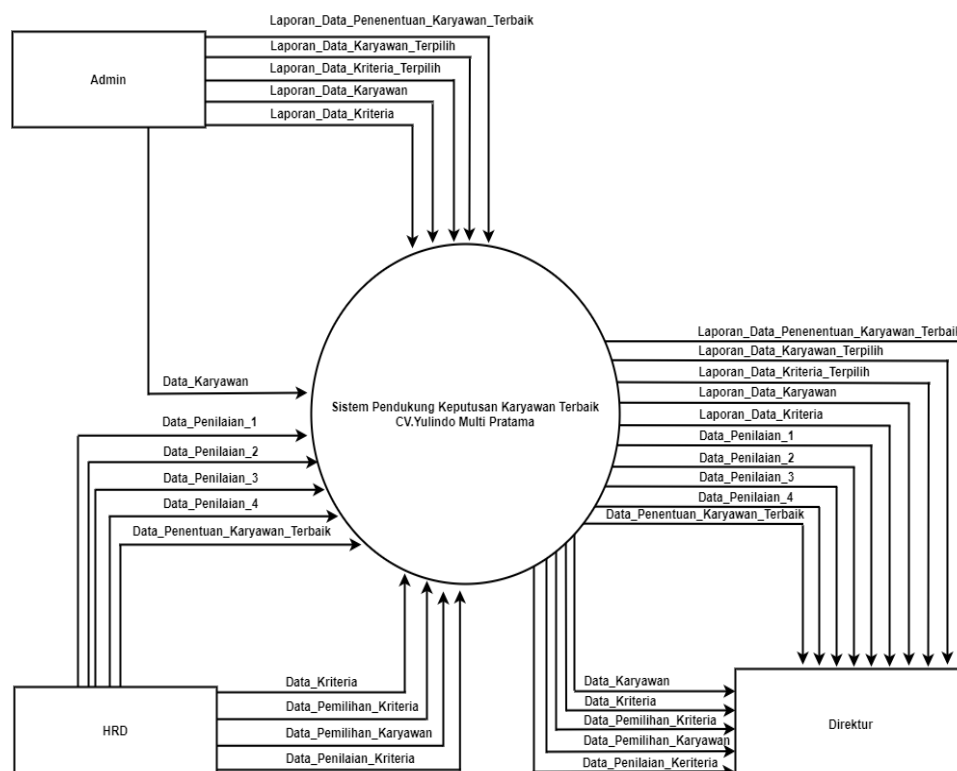 Laporan_Data_Penenentuan_Karyawan_Terbaik
Laporan_Data_Karyawan_Terpilih
Laporan_Data_Kriteria_Terpilih
Laporan_Data_Karyawan
Laporan_Data_Kriteria
Admin
Data_Karyawan
Sistem Pendukung Keputusan Karyawan Terbaik
CV.Yulindo Multi Pratama
Data_Penilaian_1
Data_Penilaian_2
Data_Penilaian_3
Data_Penilaian_4
Data_Penentuan_Karyawan_Terbaik
Laporan_Data_Penenentuan_Karyawan_Terbaik
Laporan_Data_Karyawan_Terpilih
Laporan_Data_Kriteria_Terpilih
Laporan_Data_Karyawan
Laporan_Data_Kriteria
Data_Penilaian_1
Data_Penilaian_2
Data_Penilaian_3
Data_Penilaian_4
Data_Penentuan_Karyawan_Terbaik
HRD
Data_Kriteria
Data_Pemilihan_Kriteria
Data_Pemilihan_Karyawan
Data_Penilaian_Kriteria
Data_Karyawan
Data_Kriteria
Data_Pemilihan_Kriteria
Data_Pemilihan_Karyawan
Data_Penilaian_Keriteria
Direktur